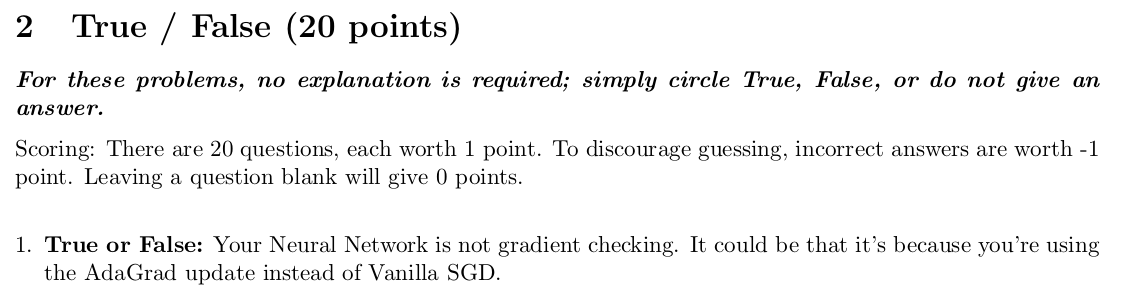 2 True / False (20 points)
For these problems, no explanation is required; simply circle True, False, or do not give an
answer.
Scoring: There are 20 questions, each worth 1 point. To discourage guessing, incorrect answers are worth -1
point. Leaving a question blank will give 0 points.
1. True or False: Your Neural Network is not gradient checking. It could be that it's because you're using
the AdaGrad update instead of Vanilla SGD.